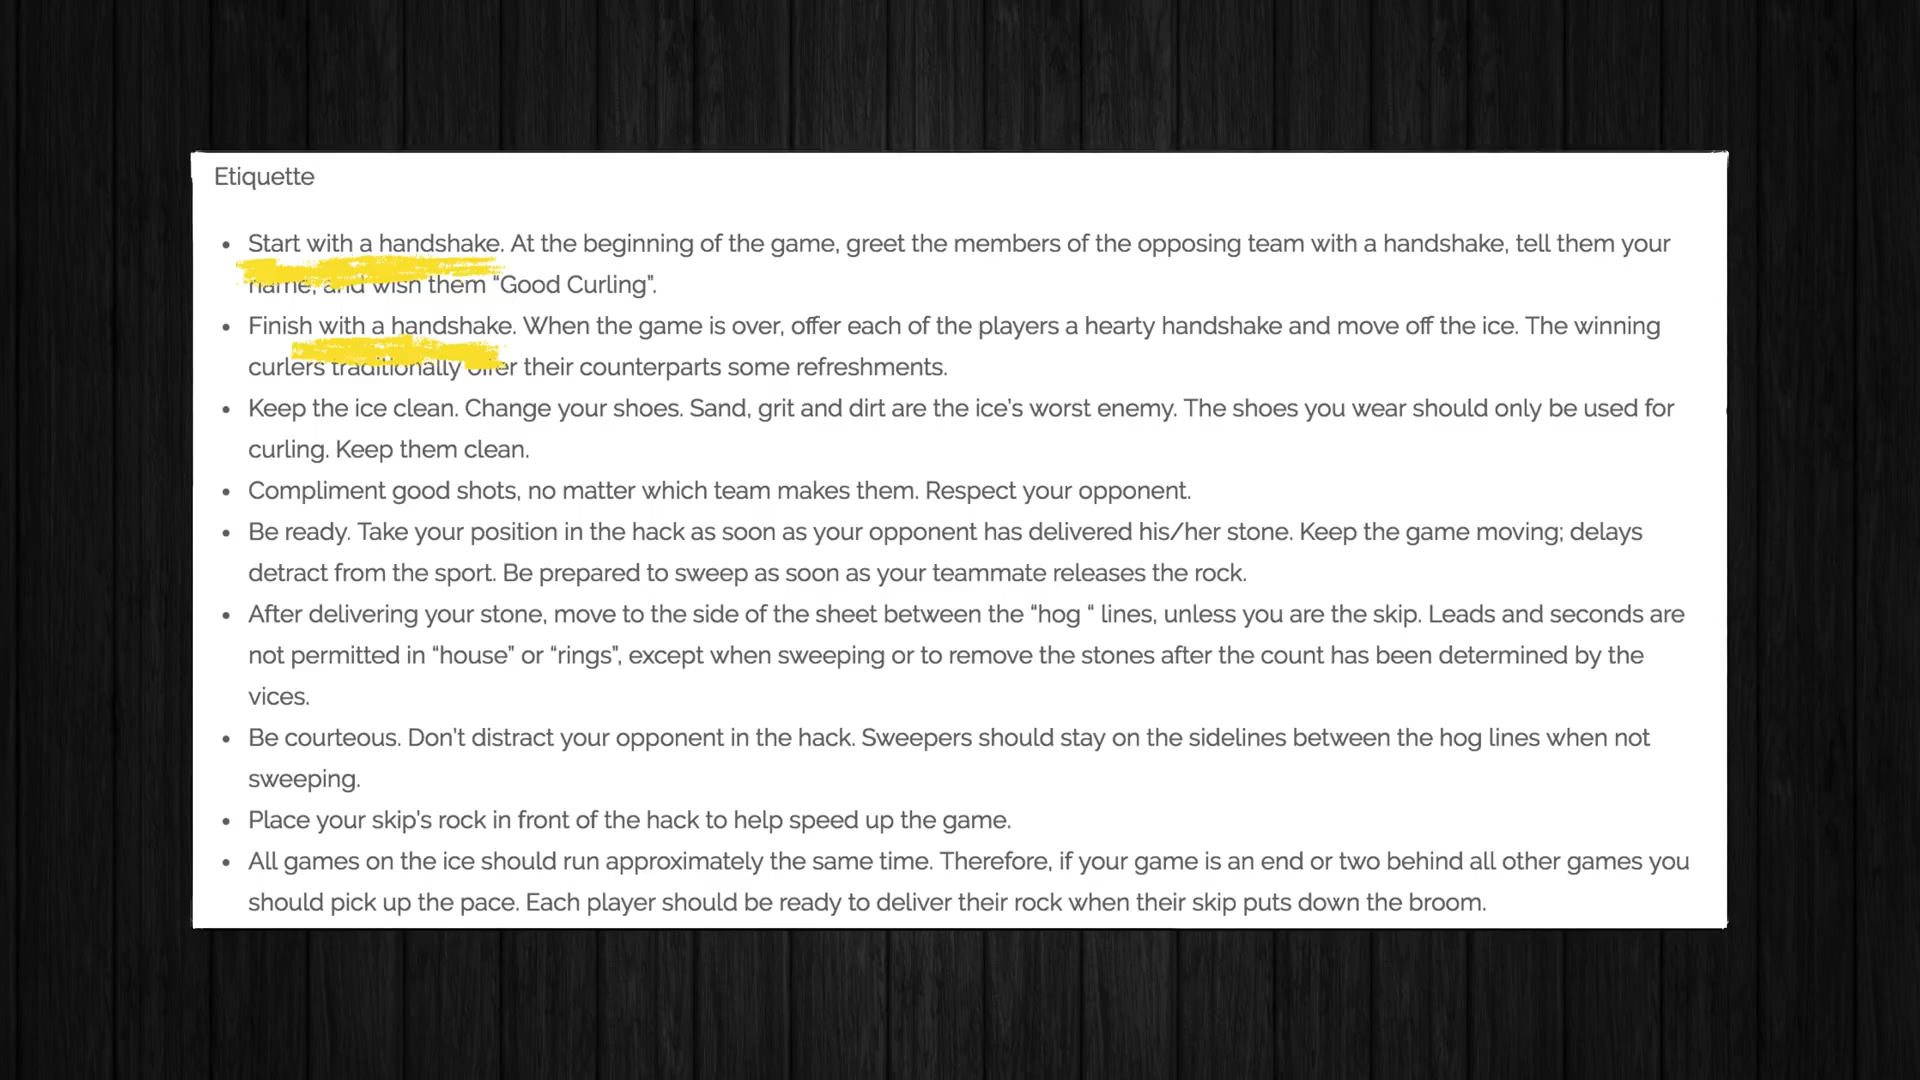 Etiquette
• Start with a handshake. At the beginning of the game, greet the members of the opposing team with a handshake, tell them your
name, and wish them “Good Curling”.
• Finish with a handshake. When the game is over, offer each of the players a hearty handshake and move off the ice. The winning
curlers traditionally offer their counterparts some refreshments.
• Keep the ice clean. Change your shoes. Sand, grit and dirt are the ice’s worst enemy. The shoes you wear should only be used for
curling. Keep them clean.
• Compliment good shots, no matter which team makes them. Respect your opponent.
• Be ready. Take your position in the hack as soon as your opponent has delivered his/her stone. Keep the game moving; delays
detract from the sport. Be prepared to sweep as soon as your teammate releases the rock.
• After delivering your stone, move to the side of the sheet between the “hog “ lines, unless you are the skip. Leads and seconds are
not permitted in “house” or “rings”, except when sweeping or to remove the stones after the count has been determined by the
vices.
• Be courteous. Don’t distract your opponent in the hack. Sweepers should stay on the sidelines between the hog lines when not
sweeping.
• Place your skip’s rock in front of the hack to help speed up the game.
• All games on the ice should run approximately the same time. Therefore, if your game is an end or two behind all other games you
should pick up the pace. Each player should be ready to deliver their rock when their skip puts down the broom.